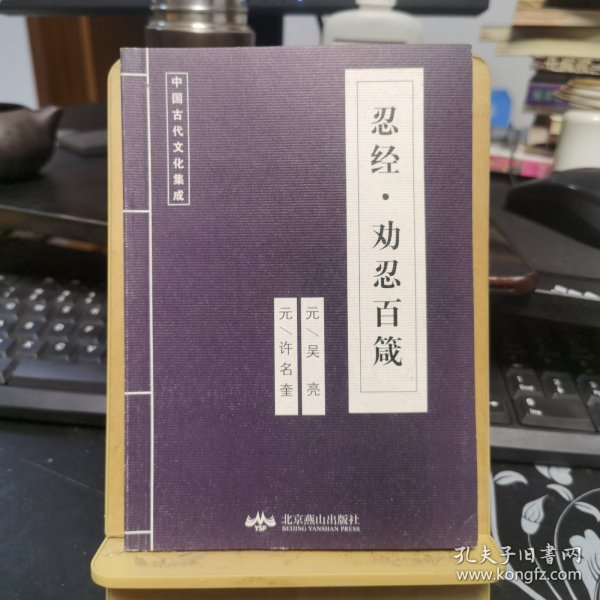 中国古代文化集成
忍经·劝忍百箴
元/吴亮
元/许名奎
YSP
北京燕山出版社
BEIJING YANSHAN PRESS
孔夫子旧书网
www.kongfz.com